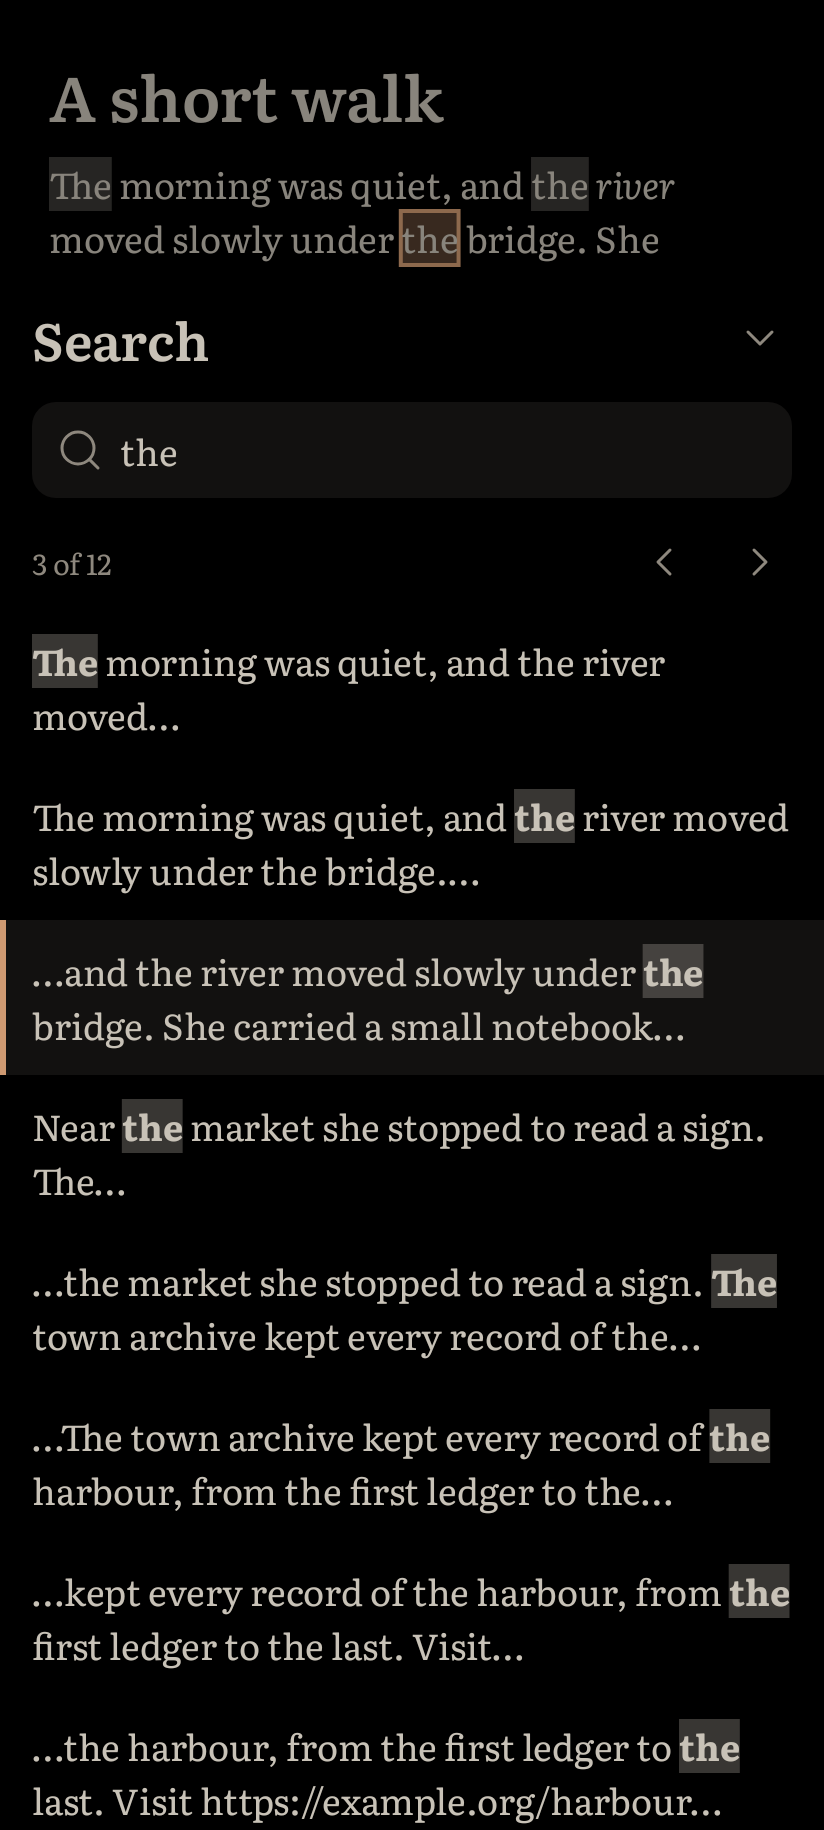 A short walk
The morning was quiet, and the river
moved slowly under the bridge. She
Search
the
3 of 12
The morning was quiet, and the river
moved...
The morning was quiet, and the river moved
slowly under the bridge....
...and the river moved slowly under the
bridge. She carried a small notebook...
Near the market she stopped to read a sign.
The...
...the market she stopped to read a sign. The
town archive kept every record of the...
...The town archive kept every record of the
harbour, from the first ledger to the...
...kept every record of the harbour, from the
first ledger to the last. Visit...
...the harbour, from the first ledger to the
last. Visit https://example.org/harbour...